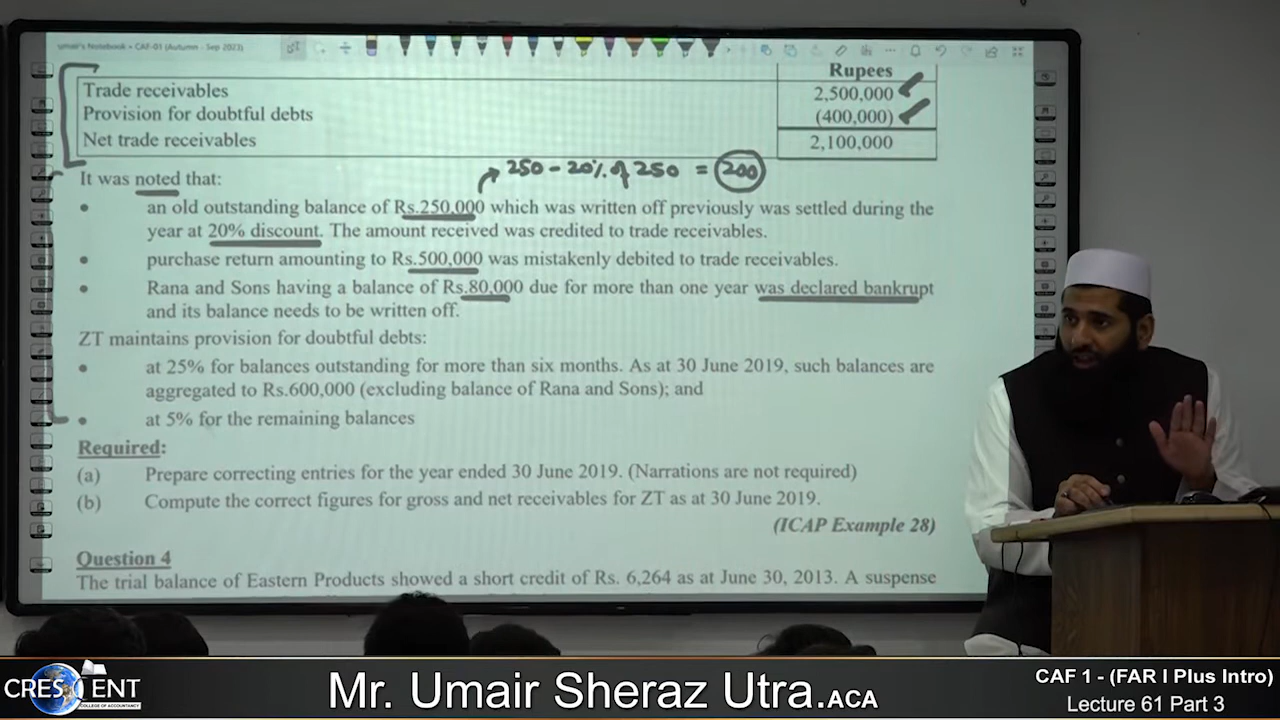 umair's Notebook • CAF-01 (Autumn - Sep 2023)
Rupees
Trade receivables 2,500,000
Provision for doubtful debts (400,000)
Net trade receivables 2,100,000
250 - 20% of 250 = 200
It was noted that:
• an old outstanding balance of Rs.250,000 which was written off previously was settled during the
year at 20% discount. The amount received was credited to trade receivables.
• purchase return amounting to Rs.500,000 was mistakenly debited to trade receivables.
• Rana and Sons having a balance of Rs.80,000 due for more than one year was declared bankrupt
and its balance needs to be written off.
ZT maintains provision for doubtful debts:
• at 25% for balances outstanding for more than six months. As at 30 June 2019, such balances are
aggregated to Rs.600,000 (excluding balance of Rana and Sons); and
• at 5% for the remaining balances
Required:
(a) Prepare correcting entries for the year ended 30 June 2019. (Narrations are not required)
(b) Compute the correct figures for gross and net receivables for ZT as at 30 June 2019.
(ICAP Example 28)
Question 4
The trial balance of Eastern Products showed a short credit of Rs. 6,264 as at June 30, 2013. A suspense
CRESCENT
COLLEGE OF ACCOUNTANCY
Mr. Umair Sheraz Utra.ACA
CAF 1 - (FAR I Plus Intro)
Lecture 61 Part 3